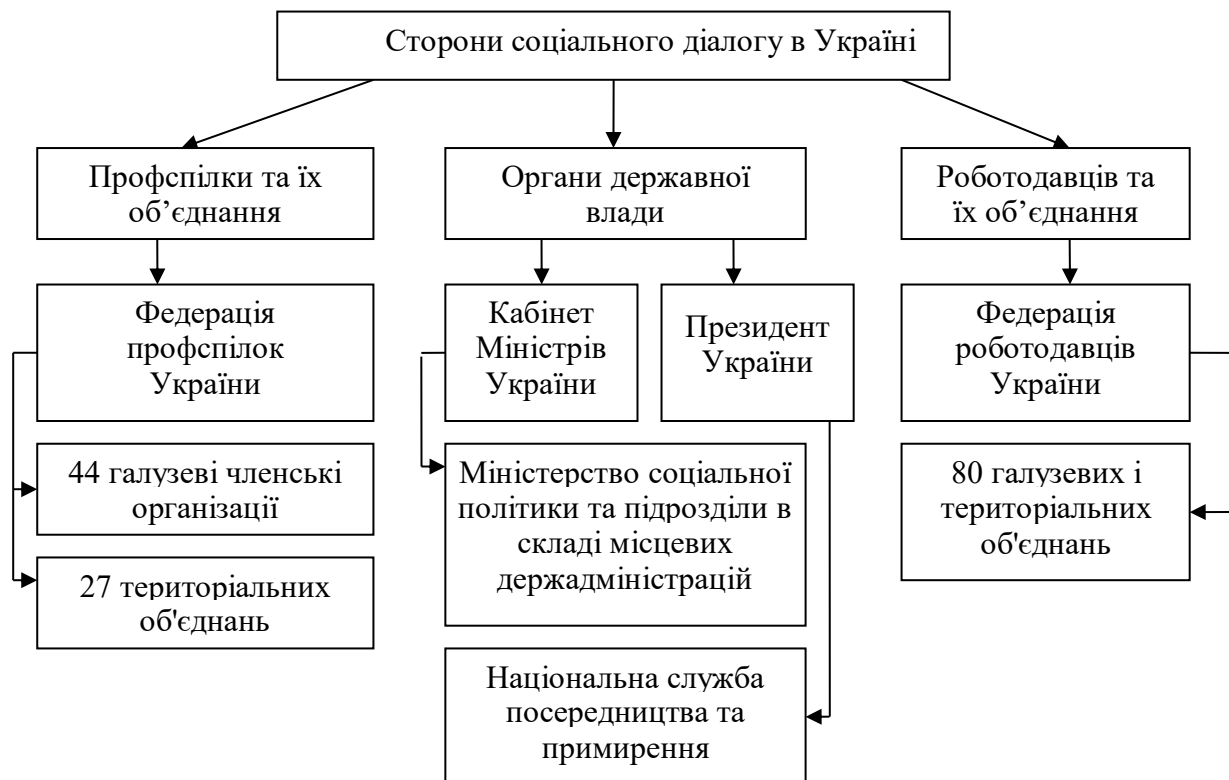 Сторони соціального діалогу в Україні
Профспілки та їх
об’єднання
Органи державної
влади
Роботодавців та
їх об’єднання
Федерація
профспілок
України
Кабінет
Міністрів
України
Президент
України
Федерація
роботодавців
України
44 галузеві членські
організації
27 територіальних
об'єднань
Міністерство соціальної
політики та підрозділи в
складі місцевих
держадміністрацій
80 галузевих і
територіальних
об'єднань
Національна служба
посередництва та
примирення